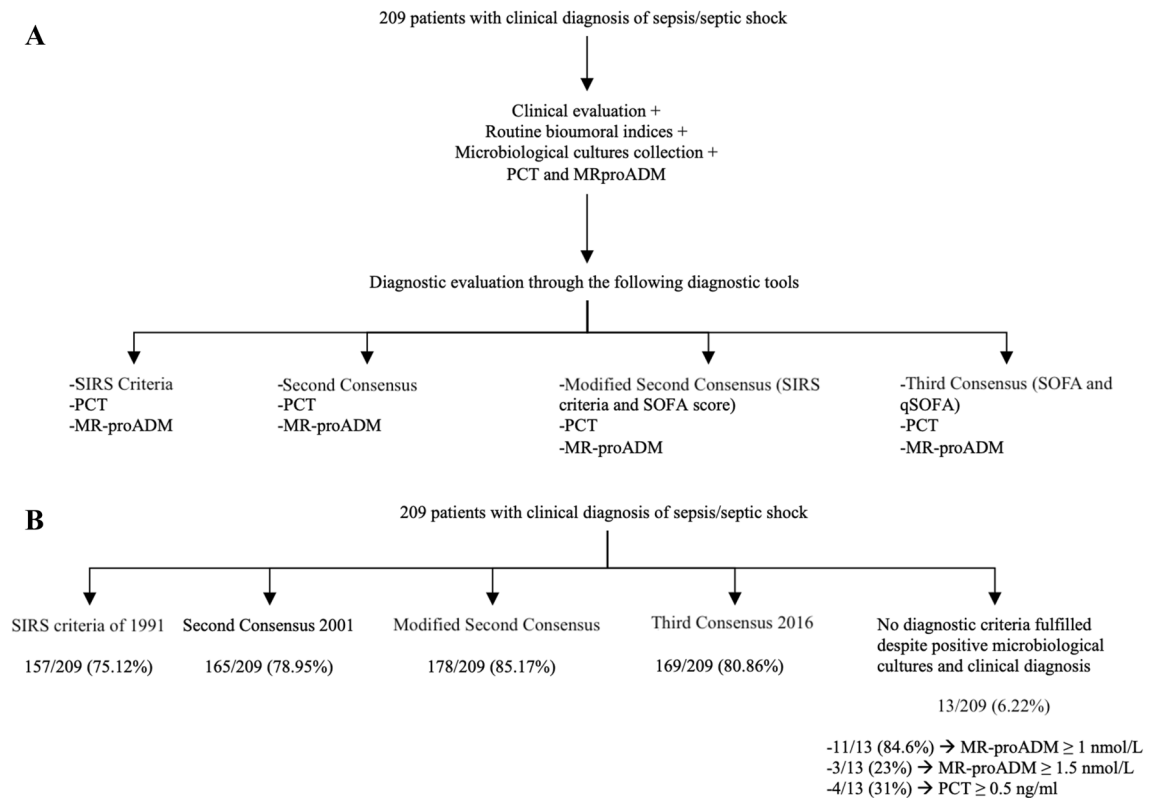 A
209 patients with clinical diagnosis of sepsis/septic shock
Clinical evaluation +
Routine bioumoral indices +
Microbiological cultures collection +
PCT and MRproADM
Diagnostic evaluation through the following diagnostic tools
-SIRS Criteria
-PCT
-MR-proADM
-Second Consensus
-PCT
-MR-proADM
-Modified Second Consensus (SIRS
criteria and SOFA score)
-PCT
-MR-proADM
-Third Consensus (SOFA and
qSOFA)
-PCT
-MR-proADM
B
209 patients with clinical diagnosis of sepsis/septic shock
SIRS criteria of 1991
157/209 (75.12%)
Second Consensus 2001
165/209 (78.95%)
Modified Second Consensus
178/209 (85.17%)
Third Consensus 2016
169/209 (80.86%)
No diagnostic criteria fulfilled
despite positive microbiological
cultures and clinical diagnosis
13/209 (6.22%)
-11/13 (84.6%) → MR-proADM ≥ 1 nmol/L
-3/13 (23%) → MR-proADM ≥ 1.5 nmol/L
-4/13 (31%) → PCT ≥ 0.5 ng/ml